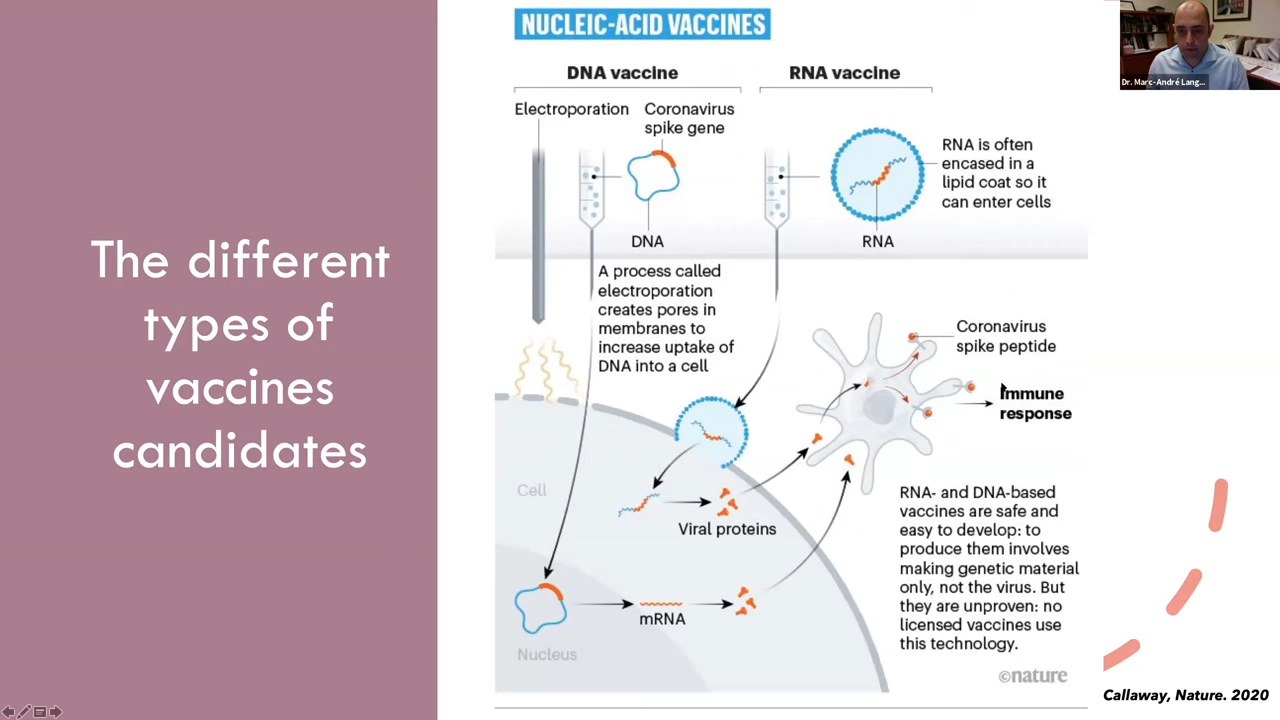 The different
types of
vaccines
candidates
NUCLEIC-ACID VACCINES
DNA vaccine
RNA vaccine
Electroporation
Coronavirus
spike gene
DNA
RNA is often
encased in a
lipid coat so it
can enter cells
RNA
A process called
electroporation
creates pores in
membranes to
increase uptake of
DNA into a cell
Coronavirus
spike peptide
Immune
response
Cell
Viral proteins
mRNA
Nucleus
RNA- and DNA-based
vaccines are safe and
easy to develop: to
produce them involves
making genetic material
only, not the virus. But
they are unproven: no
licensed vaccines use
this technology.
©nature
Callaway, Nature. 2020
Dr. Marc-André Lang...